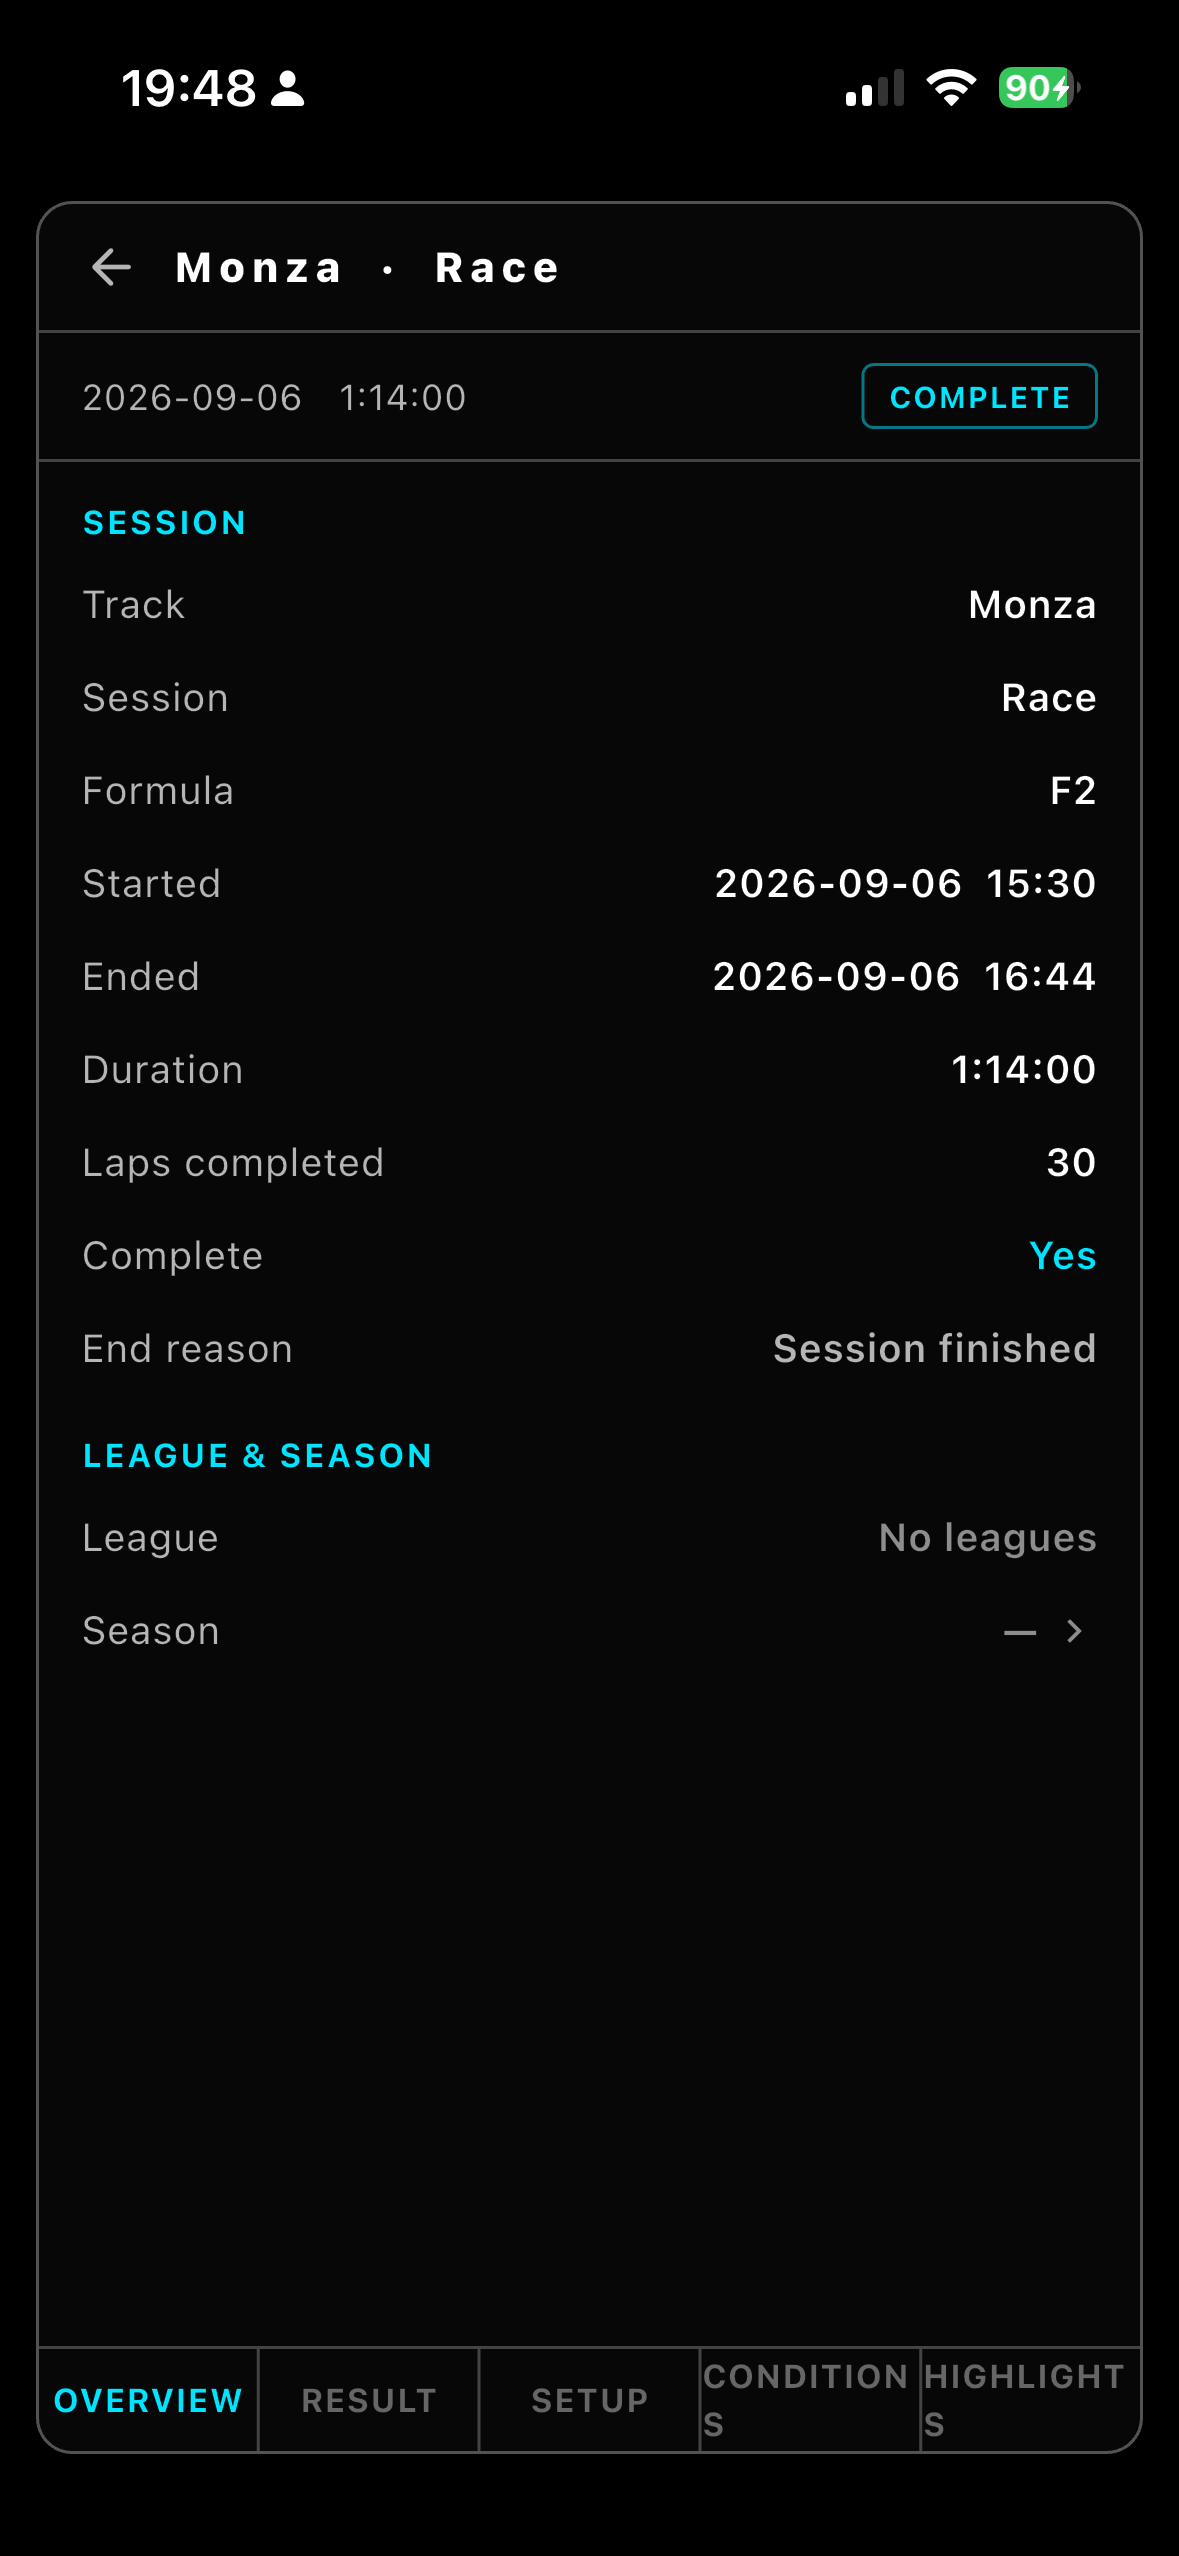 19:48
90
Monza · Race
2026-09-06 1:14:00
COMPLETE
SESSION
Track Monza
Session Race
Formula F2
Started 2026-09-06 15:30
Ended 2026-09-06 16:44
Duration 1:14:00
Laps completed 30
Complete Yes
End reason Session finished
LEAGUE & SEASON
League No leagues
Season —
OVERVIEW
RESULT
SETUP
CONDITION
S
HIGHLIGHT
S